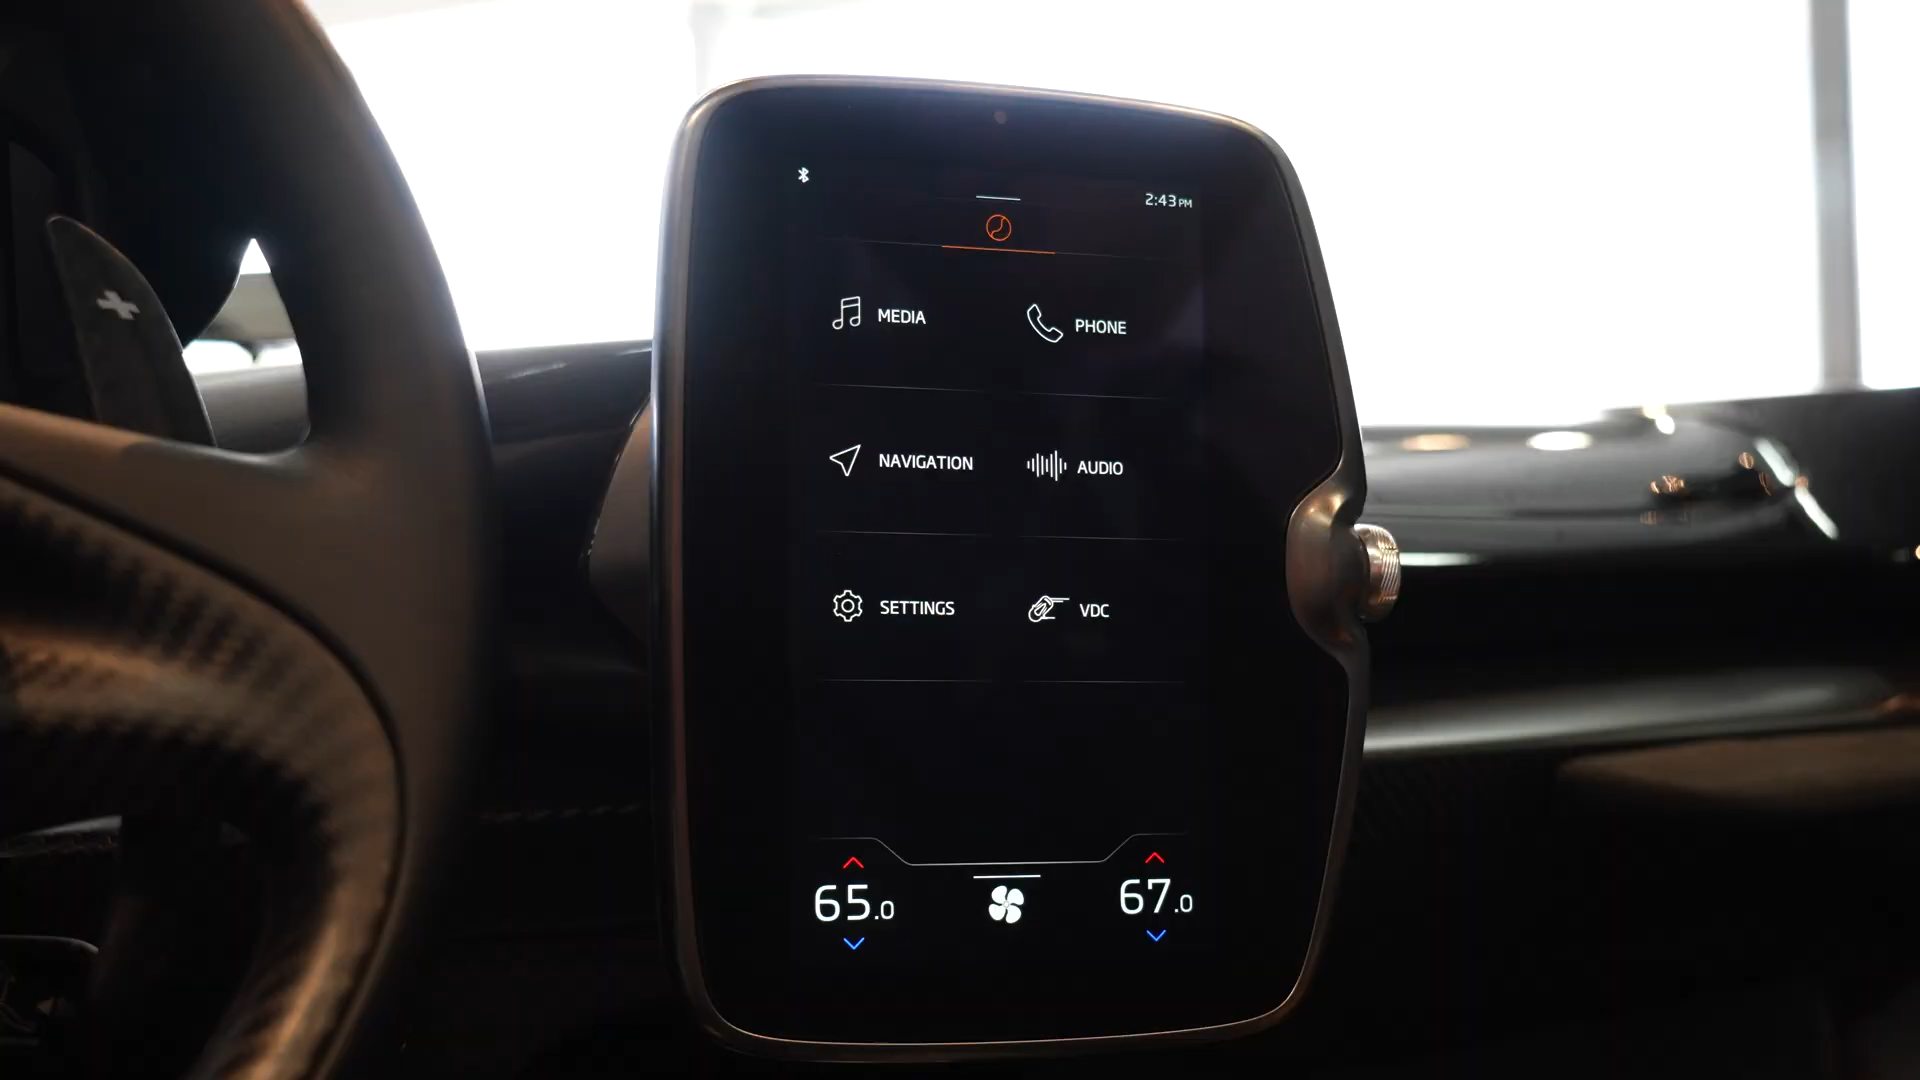 2:43 PM
MEDIA
PHONE
NAVIGATION
AUDIO
SETTINGS
VDC
65.0
67.0